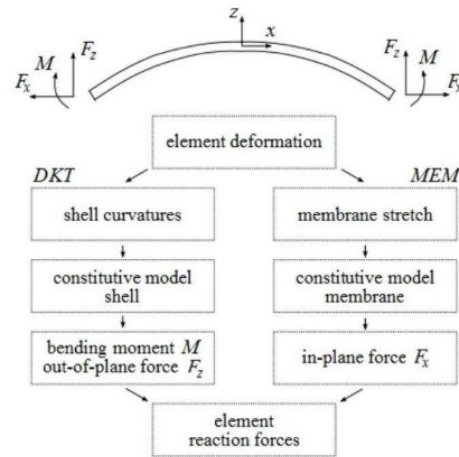 z
x
F_z
M
F_x
F_z
M
F_x
element deformation
DKT
MEM
shell curvatures
membrane stretch
constitutive model
shell
constitutive model
membrane
bending moment M
out-of-plane force F_z
in-plane force F_x
element
reaction forces